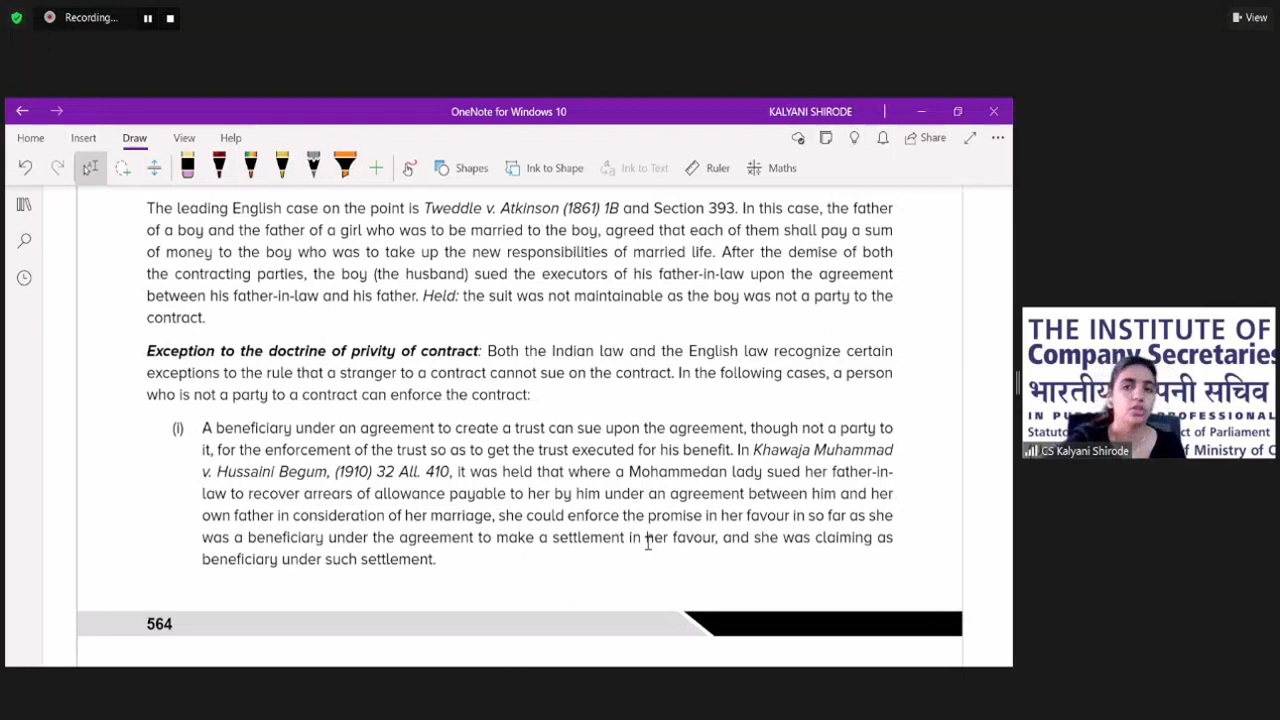 Recording...
View
OneNote for Windows 10
KALYANI SHIRODE
Home
Insert
Draw
View
Help
Share
Shapes
Ink to Shape
Ink to Text
Ruler
Maths
The leading English case on the point is Tweddle v. Atkinson (1861) 1B and Section 393. In this case, the father
of a boy and the father of a girl who was to be married to the boy, agreed that each of them shall pay a sum
of money to the boy who was to take up the new responsibilities of married life. After the demise of both
the contracting parties, the boy (the husband) sued the executors of his father-in-law upon the agreement
between his father-in-law and his father. Held: the suit was not maintainable as the boy was not a party to the
contract.
Exception to the doctrine of privity of contract: Both the Indian law and the English law recognize certain
exceptions to the rule that a stranger to a contract cannot sue on the contract. In the following cases, a person
who is not a party to a contract can enforce the contract:
(i) A beneficiary under an agreement to create a trust can sue upon the agreement, though not a party to
it, for the enforcement of the trust so as to get the trust executed for his benefit. In Khawaja Muhammad
v. Hussaini Begum, (1910) 32 All. 410, it was held that where a Mohammedan lady sued her father-in-
law to recover arrears of allowance payable to her by him under an agreement between him and her
own father in consideration of her marriage, she could enforce the promise in her favour in so far as she
was a beneficiary under the agreement to make a settlement in her favour, and she was claiming as
beneficiary under such settlement.
564
THE INSTITUTE OF
Company Secretaries
भारतीय पनी सचिव
IN PU PROFESSIONAL
Statuto ct of Parliament
f Ministry of C
CS Kalyani Shirode